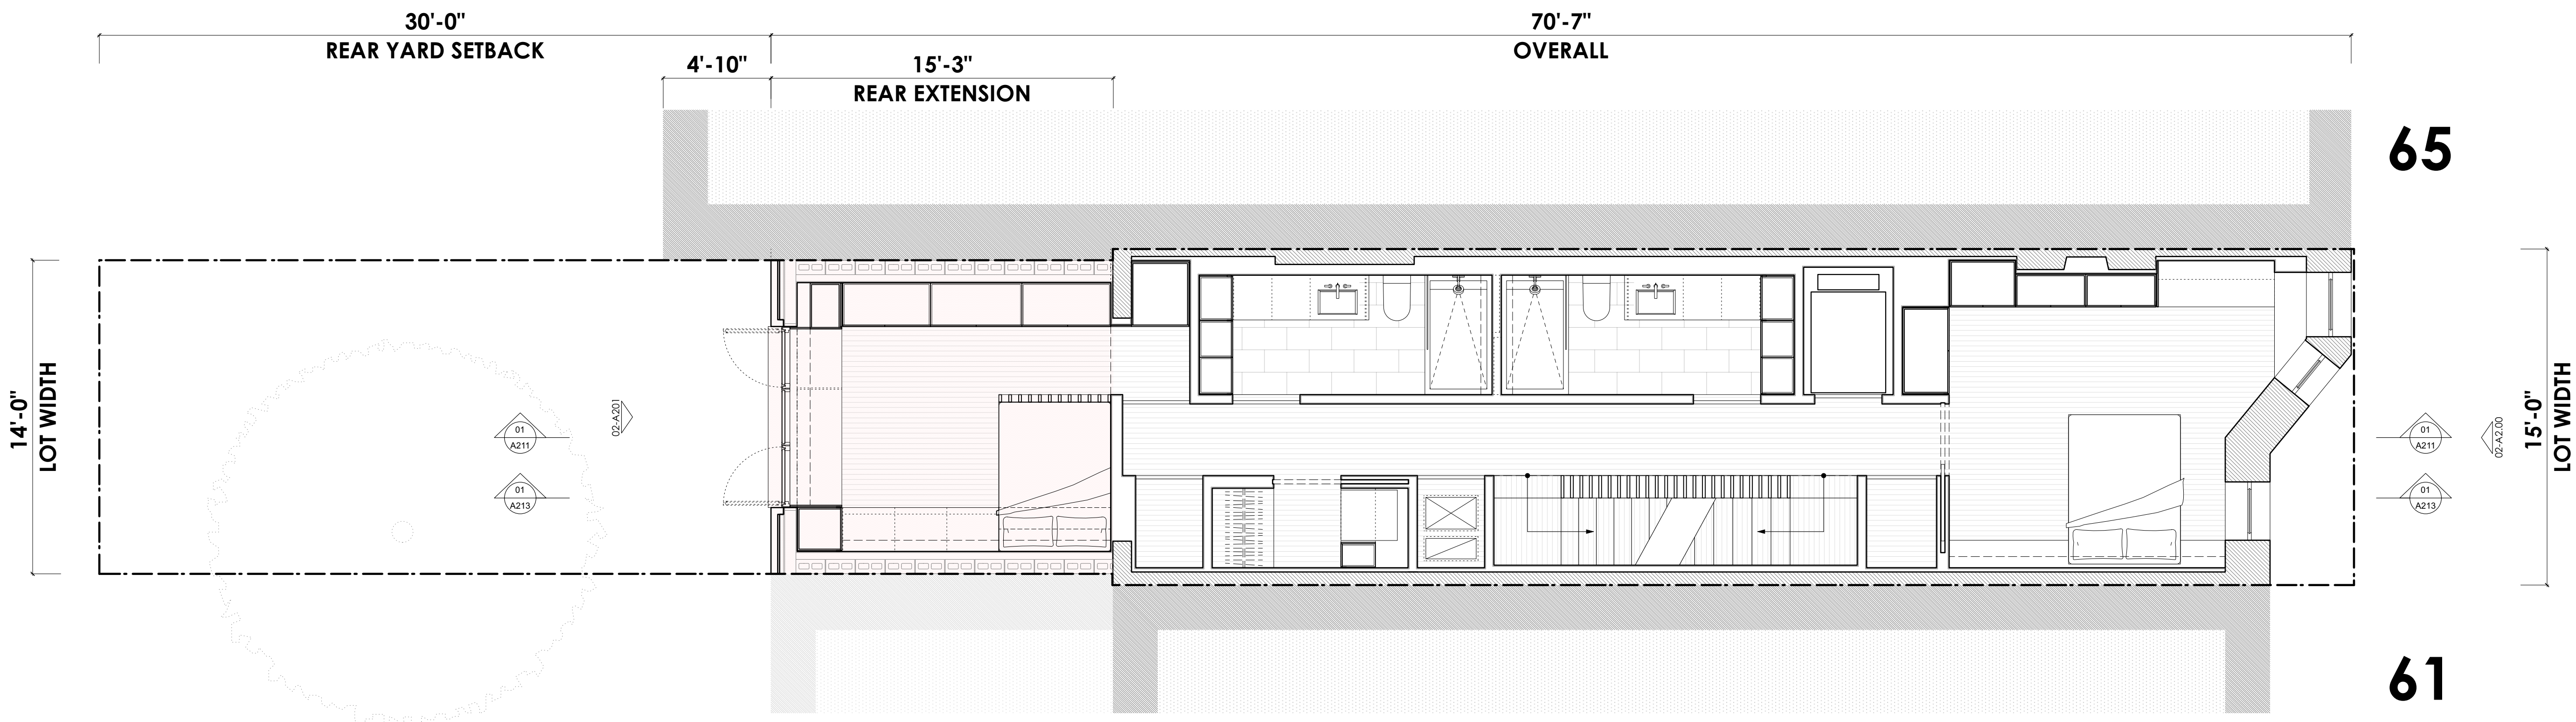 30'-0"
REAR YARD SETBACK
70'-7"
OVERALL
4'-10"
15'-3"
REAR EXTENSION
65
14'-0"
LOT WIDTH
01
A211
01
A213
02-A201
01
A211
01
A213
02-A2.00
15'-0"
LOT WIDTH
61